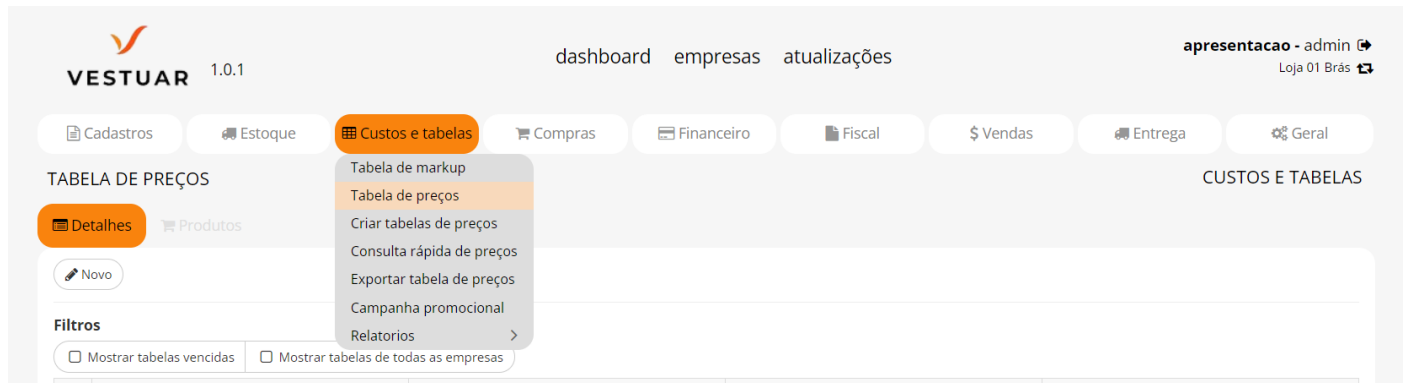 VESTUAR 1.0.1
dashboard empresas atualizações
apresentacao - admin
Loja 01 Brás
Cadastros Estoque Custos e tabelas Compras Financeiro Fiscal $ Vendas Entrega Geral
TABELA DE PREÇOS
CUSTOS E TABELAS
Detalhes Produtos
Novo
Filtros
Mostrar tabelas vencidas Mostrar tabelas de todas as empresas
Tabela de markup
Tabela de preços
Criar tabelas de preços
Consulta rápida de preços
Exportar tabela de preços
Campanha promocional
Relatorios